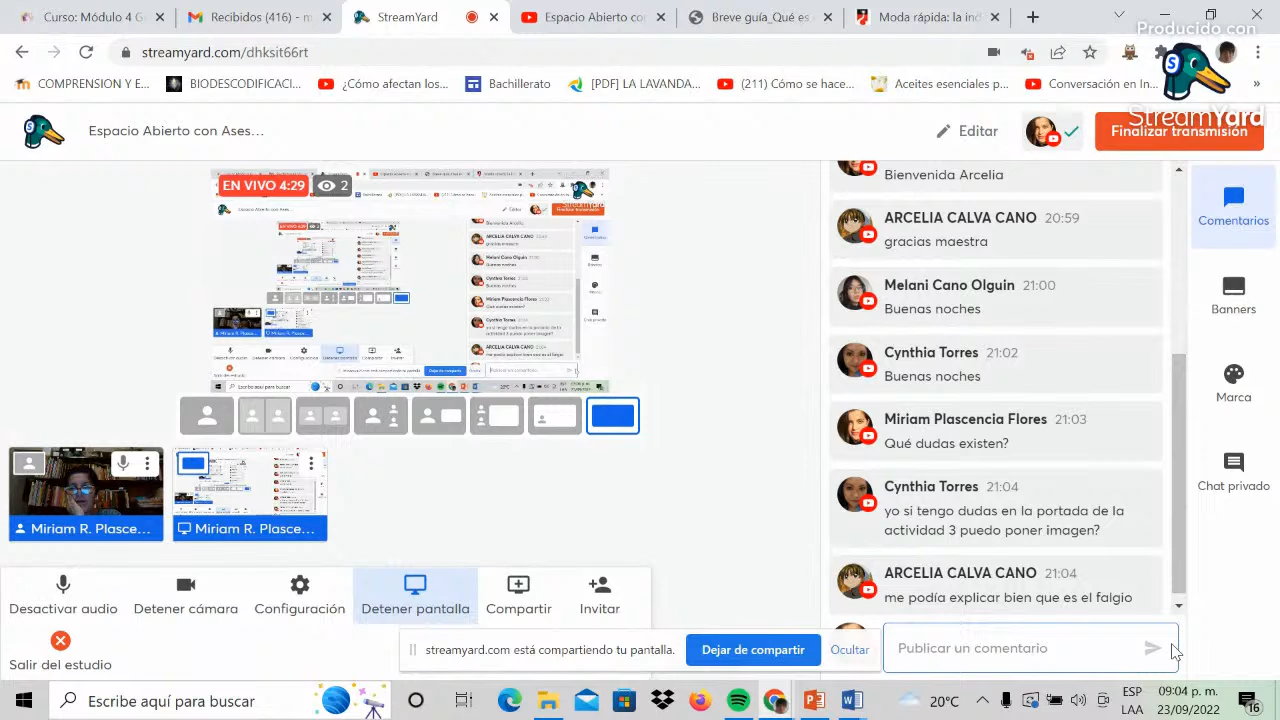 Módulo 4 G
Recibidos (416) - m
StreamYard
Espacio Abierto con
Breve guía_Qué es
Moda rápida: un de
Producido con
StreamYard
streamyard.com/dhksit66rt
COMPRENSION Y E...
BIODESCODIFICACI...
¿Cómo afectan los...
Bachillerato
[PDF] LA LAVANDA...
(211) Cómo se hace...
Aceites esenciales p...
Conversación en In...
»
Espacio Abierto con Ases...
Editar
Finalizar transmisión
EN VIVO 4:29
2
Bienvenida Arcelia
ARCELIA CALVA CANO 20:59
gracias maestra
Melani Cano Olguin 21:00
Buenas noches
Cynthia Torres 21:02
Buenas noches
Miriam Plascencia Flores 21:03
Qué dudas existen?
Cynthia Torres 21:04
yo si tengo dudas en la portada de la
actividad 3 puedo poner imagen?
ARCELIA CALVA CANO 21:04
me podía explicar bien que es el falgio
Publicar un comentario
Comentarios
Banners
Marca
Chat privado
Miriam R. Plasce...
Miriam R. Plasce...
Desactivar audio
Detener cámara
Configuración
Detener pantalla
Compartir
Invitar
Salir del estudio
streamyard.com está compartiendo tu pantalla.
Dejar de compartir
Ocultar
Escribe aquí para buscar
20°C
ESP
LAA
09:04 p. m.
23/09/2022
16